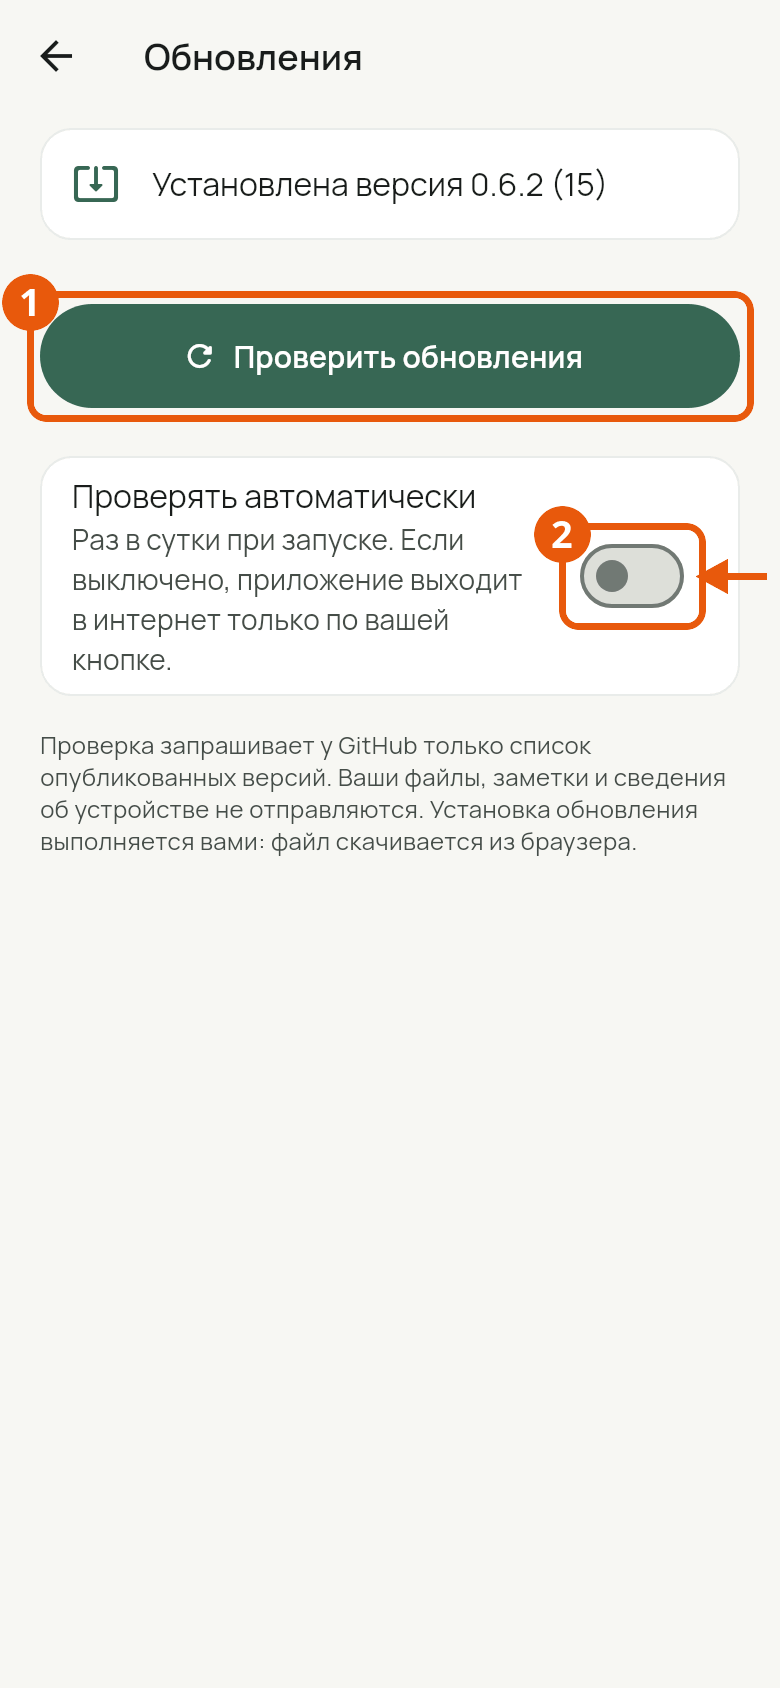 Обновления
Установлена версия 0.6.2 (15)
1
Проверить обновления
Проверять автоматически
Раз в сутки при запуске. Если
выключено, приложение выходит
в интернет только по вашей
кнопке.
2
Проверка запрашивает у GitHub только список
опубликованных версий. Ваши файлы, заметки и сведения
об устройстве не отправляются. Установка обновления
выполняется вами: файл скачивается из браузера.